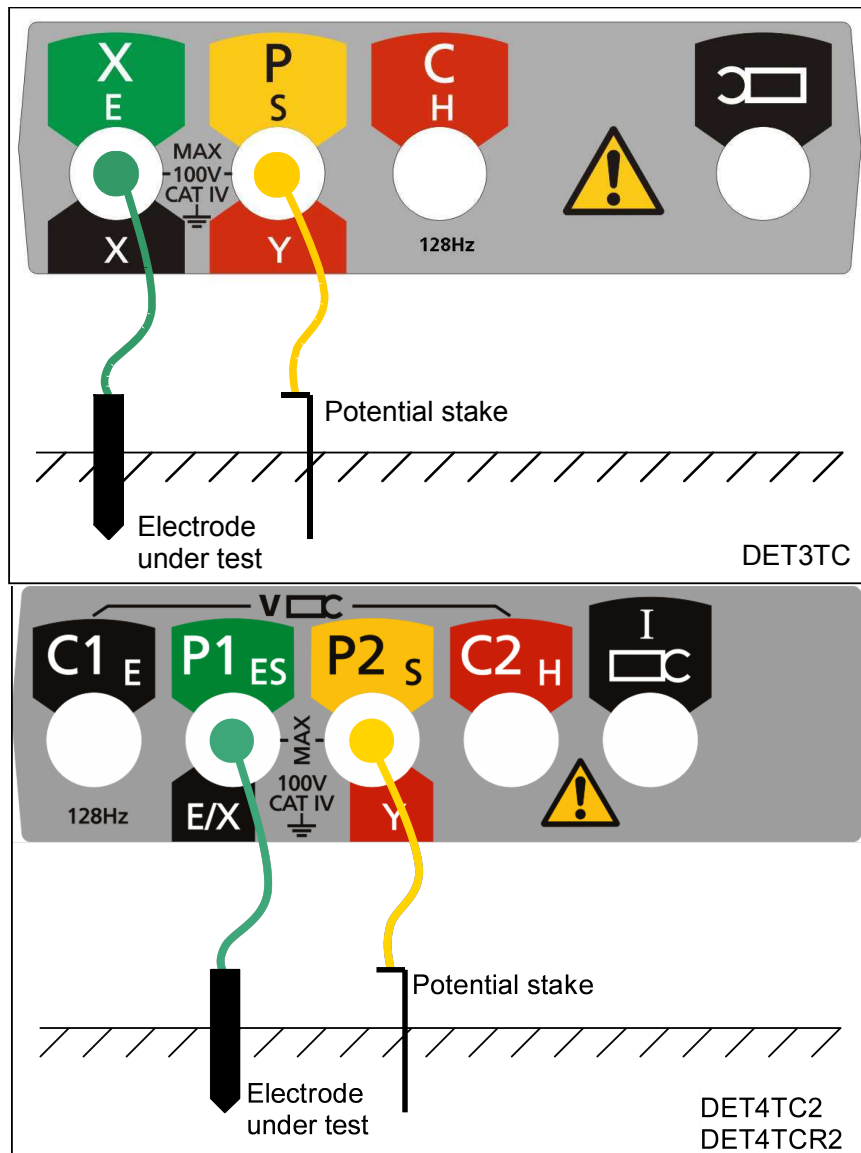 X P C
E S H
MAX
100V
CAT IV
X Y
128Hz
Potential stake
Electrode
under test
DET3TC
V
C1 E P1 ES P2 S C2 H I
MAX
100V
CAT IV
128Hz
E/X Y
Potential stake
Electrode
under test
DET4TC2
DET4TCR2